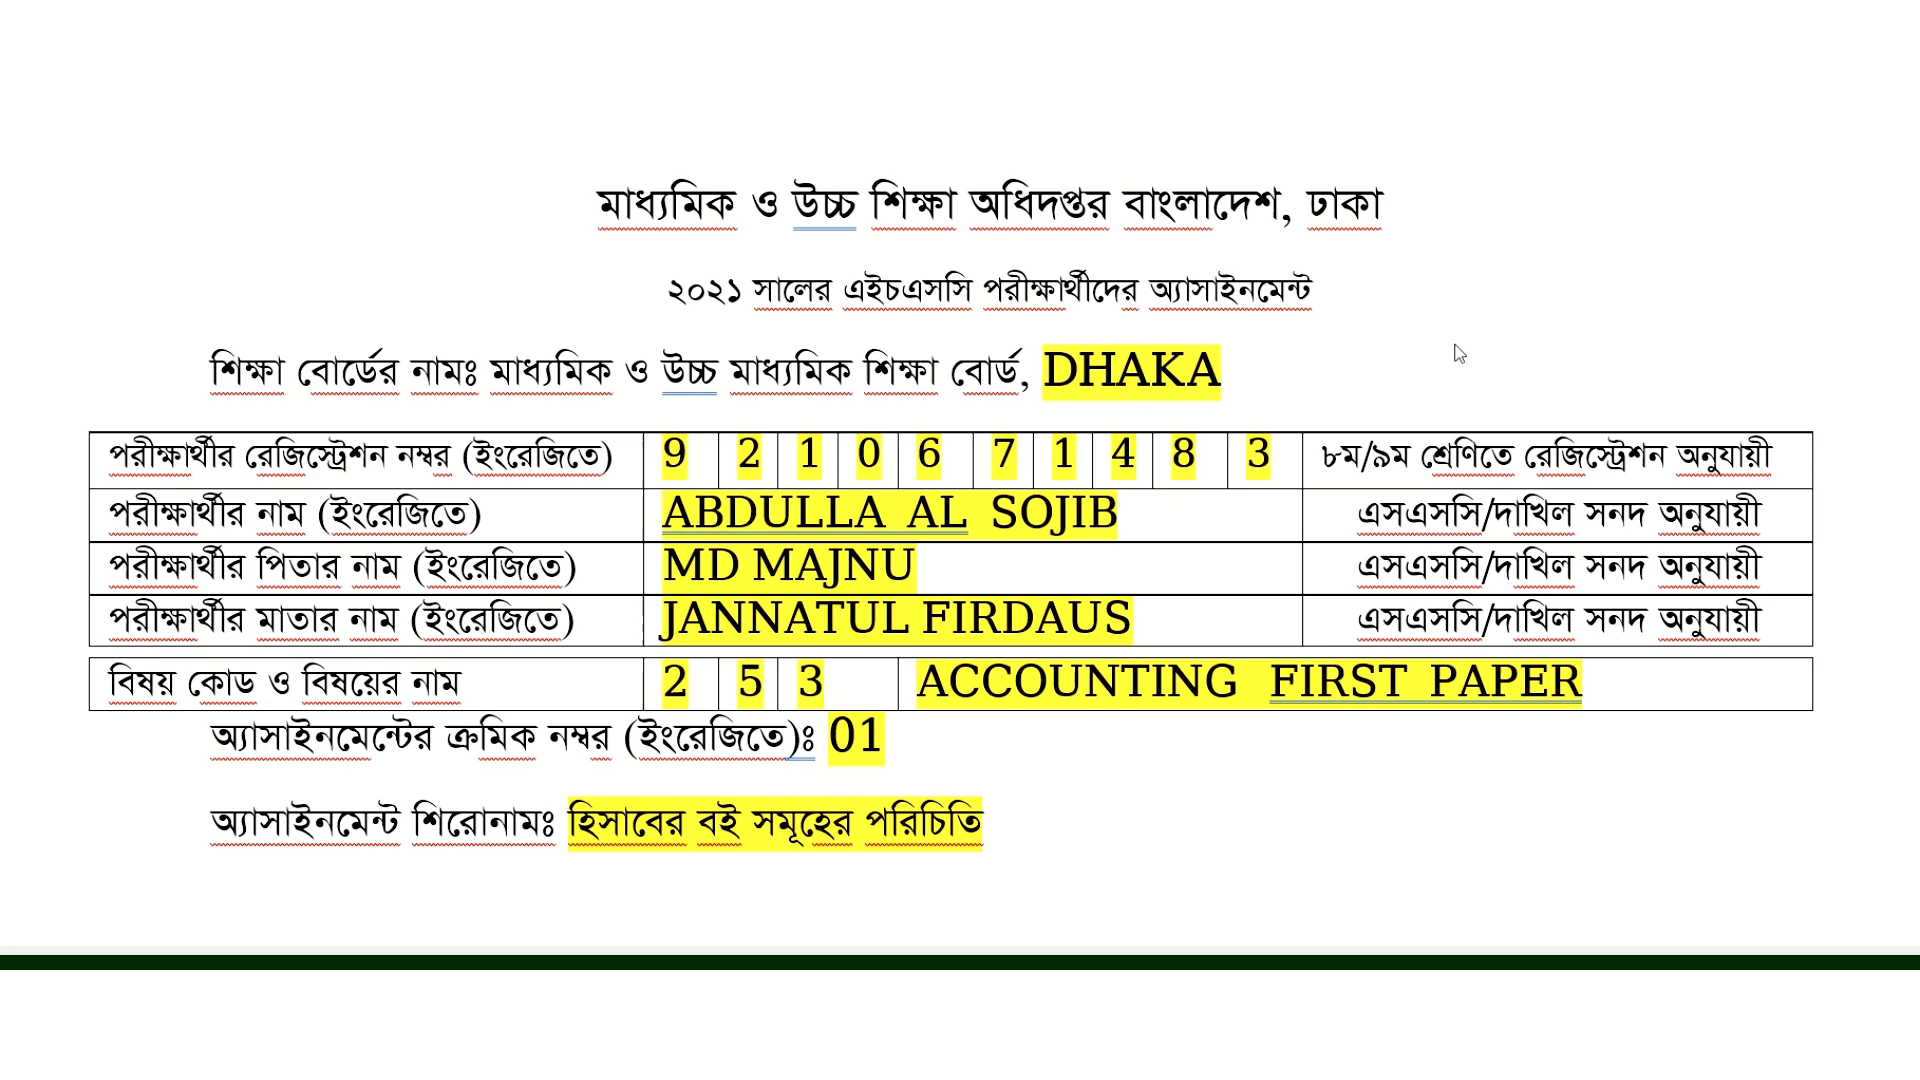 মাধ্যমিক ও উচ্চ শিক্ষা অধিদপ্তর বাংলাদেশ, ঢাকা
২০২১ সালের এইচএসসি পরীক্ষার্থীদের অ্যাসাইনমেন্ট
শিক্ষা বোর্ডের নামঃ মাধ্যমিক ও উচ্চ মাধ্যমিক শিক্ষা বোর্ড, DHAKA
পরীক্ষার্থীর রেজিস্ট্রেশন নম্বর (ইংরেজিতে) 9 2 1 0 6 7 1 4 8 3 ৮ম/৯ম শ্রেণিতে রেজিস্ট্রেশন অনুযায়ী
পরীক্ষার্থীর নাম (ইংরেজিতে) ABDULLA AL SOJIB এসএসসি/দাখিল সনদ অনুযায়ী
পরীক্ষার্থীর পিতার নাম (ইংরেজিতে) MD MAJNU এসএসসি/দাখিল সনদ অনুযায়ী
পরীক্ষার্থীর মাতার নাম (ইংরেজিতে) JANNATUL FIRDAUS এসএসসি/দাখিল সনদ অনুযায়ী
বিষয় কোড ও বিষয়ের নাম 2 5 3 ACCOUNTING FIRST PAPER
অ্যাসাইনমেন্টের ক্রমিক নম্বর (ইংরেজিতে)ঃ 01
অ্যাসাইনমেন্ট শিরোনামঃ হিসাবের বই সমূহের পরিচিতি